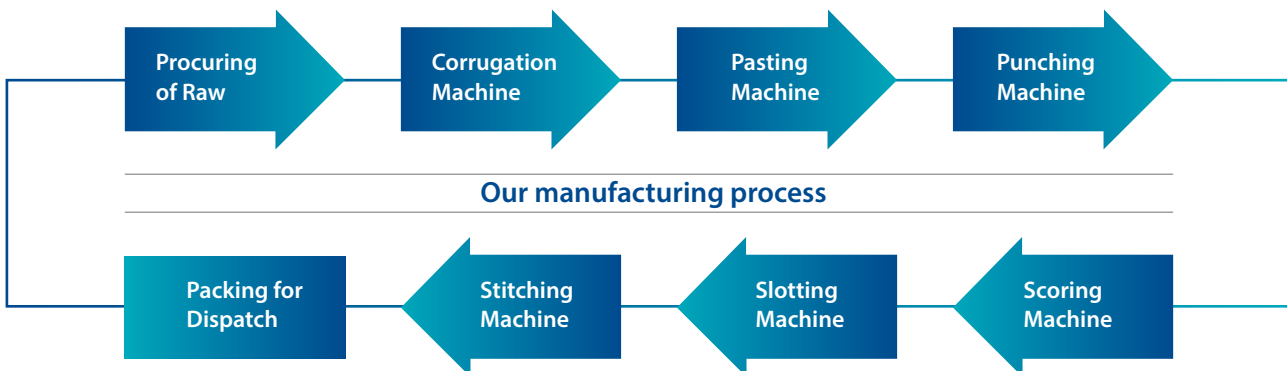 Procuring
of Raw
Corrugation
Machine
Pasting
Machine
Punching
Machine
Our manufacturing process
Packing for
Dispatch
Stitching
Machine
Slotting
Machine
Scoring
Machine